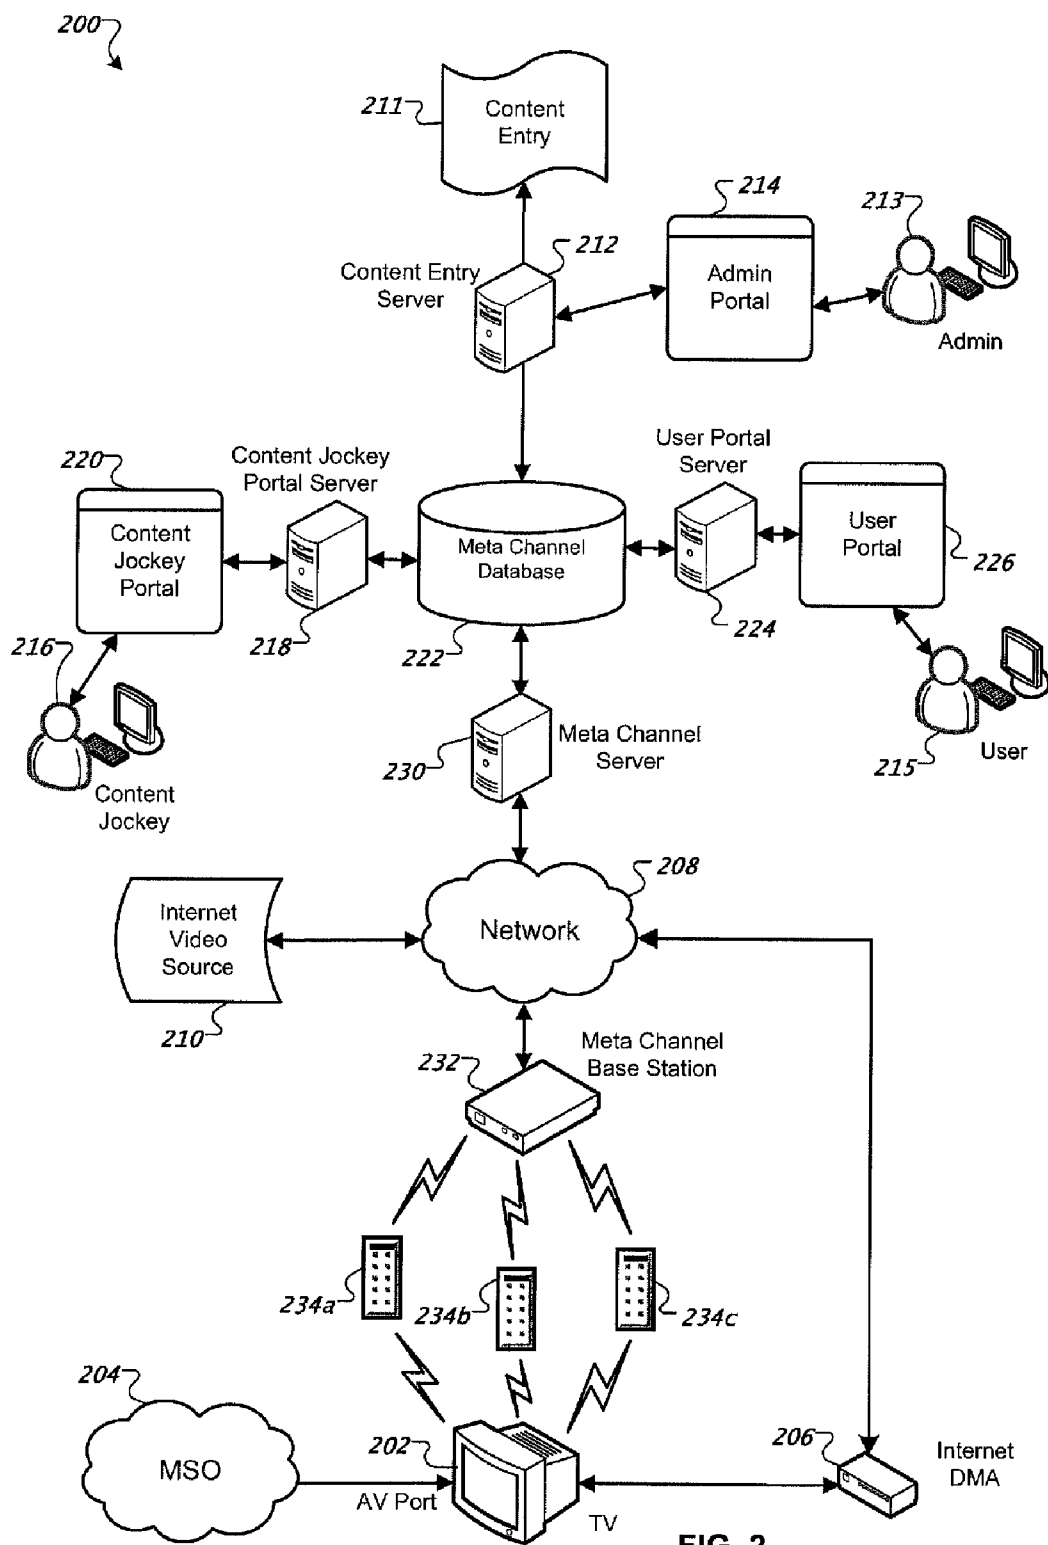 200
211
Content
Entry
214
213
212
Content Entry
Server
Admin
Portal
Admin
User Portal
Server
Content Jockey
Portal Server
220
Content
Jockey
Portal
Meta Channel
Database
User
Portal
226
216
218
222
224
Meta Channel
Server
230
215
User
Content
Jockey
208
Internet
Video
Source
Network
210
Meta Channel
Base Station
232
234a
234b
234c
204
MSO
202
206
Internet
DMA
AV Port
TV
FIG. 2